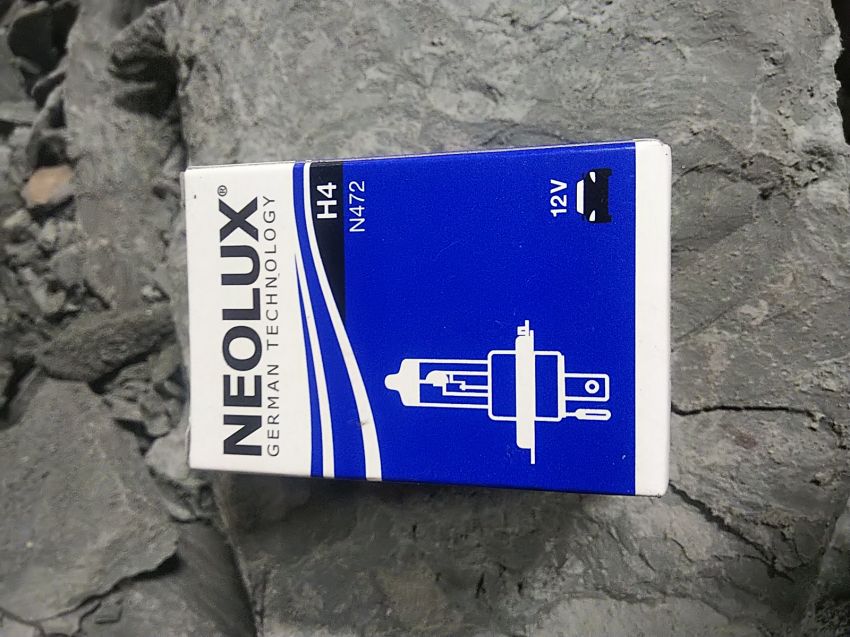 NEOLUX®
GERMAN TECHNOLOGY
H4
N472
12V